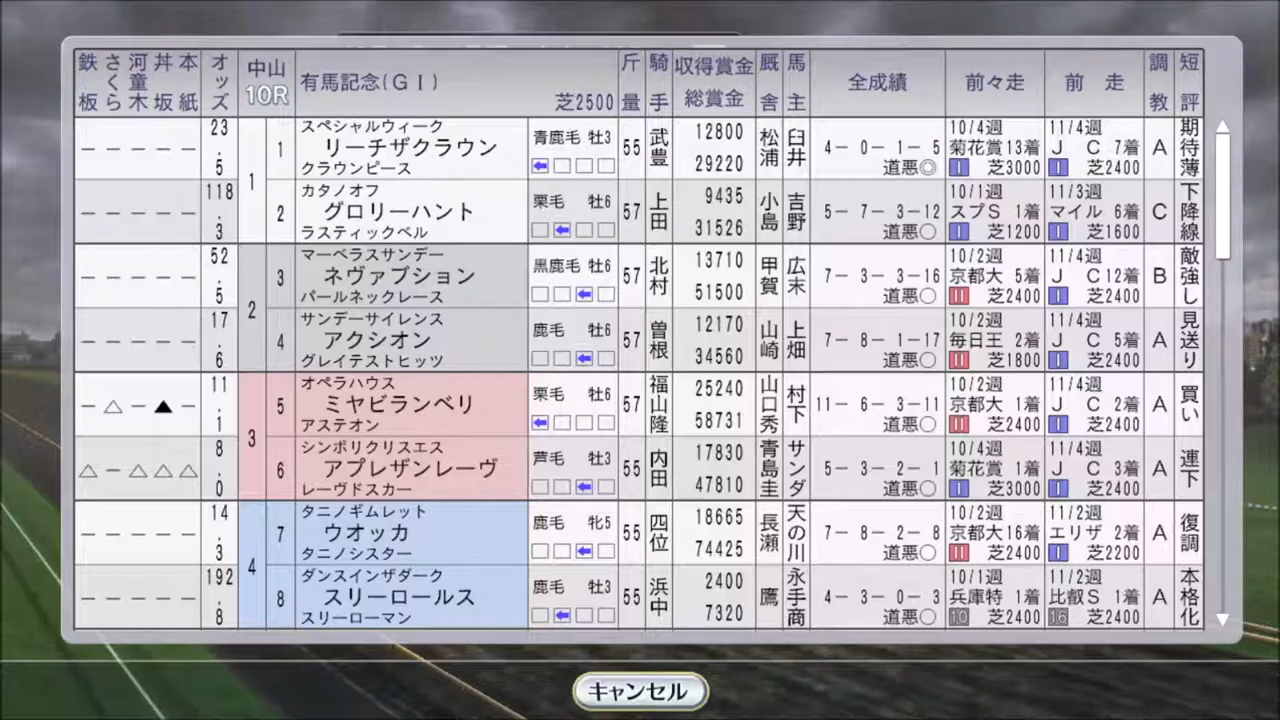 鉄板 さくら 河童木 丼坂 本紙 オッズ 中山10R 有馬記念(GⅠ) 芝2500 斤量 騎手 収得賞金 総賞金 厩舎 馬主 全成績 前々走 前 走 調教 短評
－ － － － － 23.5 1 1 スペシャルウィーク
リーチザクラウン 青鹿毛 牡3 55 武豊 12800 29220 松浦 臼井 4－ 0－ 1－ 5 道悪◎
クラウンピース
10/4週 菊花賞13着 Ⅰ 芝3000
11/4週 J C 7着 Ⅰ 芝2400 A 期待薄
－ － － － － 118.3 2 カタノオフ
グロリーハント 栗毛 牡6 57 上田 9435 31526 小島 吉野 5－ 7－ 3－12 道悪○
ラスティックベル
10/1週 スプS 1着 Ⅰ 芝1200
11/3週 マイル 6着 Ⅰ 芝1600 C 下降線
－ － － － － 52.5 2 3 マーベラスサンデー
ネヴァブション 黒鹿毛 牡6 57 北村 13710 51500 甲賀 広末 7－ 3－ 3－16 道悪○
パールネックレース
10/2週 京都大 5着 Ⅱ 芝2400
11/4週 J C12着 Ⅰ 芝2400 B 敵強し
－ － － － － 17.6 4 サンデーサイレンス
アクシオン 鹿毛 牡6 57 曽根 12170 34560 山崎 上畑 7－ 8－ 1－17 道悪○
グレイテストヒッツ
10/2週 毎日王 2着 Ⅱ 芝1800
11/4週 J C 5着 Ⅰ 芝2400 A 見送り
－ △ － ▲ － 11.1 3 5 オペラハウス
ミヤビランベリ 栗毛 牡6 57 福山隆 25240 58731 山口秀 村下 11－ 6－ 3－11 道悪○
アステオン
10/2週 京都大 1着 Ⅱ 芝2400
11/4週 J C 2着 Ⅰ 芝2400 A 買い
△ － △ △ △ 8.0 6 シンボリクリスエス
アプレザンレーヴ 芦毛 牡3 55 内田 17830 47810 青島圭 サンダ 5－ 3－ 2－ 1 道悪○
レーヴドスカー
10/4週 菊花賞 1着 Ⅰ 芝3000
11/4週 J C 3着 Ⅰ 芝2400 A 連下
－ － － － － 14.3 4 7 タニノギムレット
ウオッカ 鹿毛 牝5 55 四位 18665 74425 長瀬 天の川 7－ 8－ 2－ 8 道悪○
タニノシスター
10/2週 京都大16着 Ⅱ 芝2400
11/4週 エリザ 2着 Ⅰ 芝2200 A 復調
－ － － － － 192.8 8 ダンスインザダーク
スリーロールス 鹿毛 牡3 55 浜中 2400 7320 鷹 永手商 4－ 3－ 0－ 3 道悪○
スリーローマン
10/1週 兵庫特 1着 10 芝2400
11/2週 比叡S 1着 16 芝2400 A 本格化
キャンセル